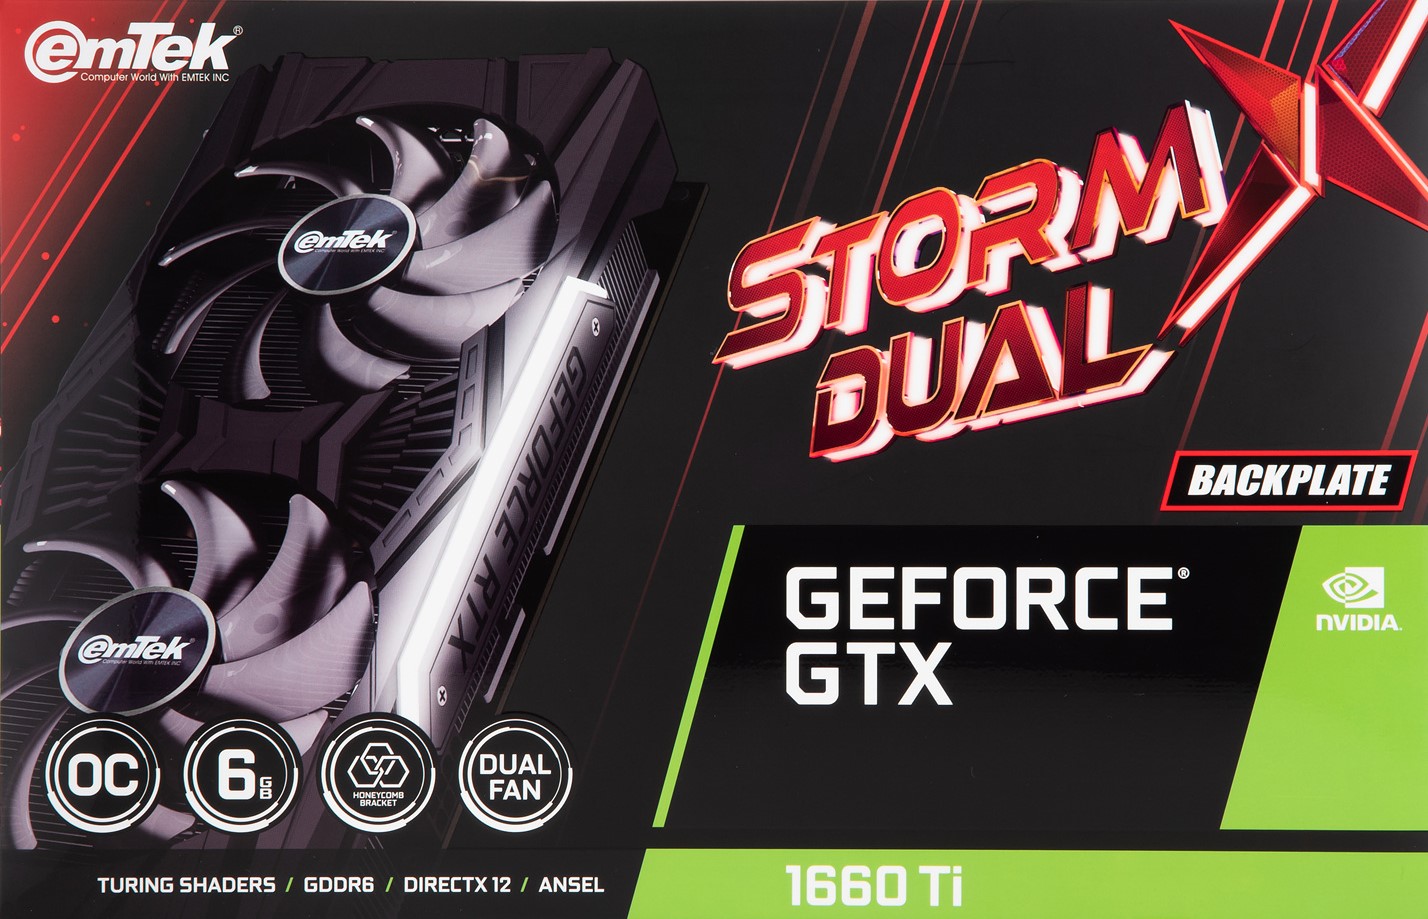 emTek®
Computer World With EMTEK INC
STORM X
DUAL
emTek
Computer World With EMTEK INC
GEFORCE RTX
BACKPLATE
GEFORCE®
GTX
NVIDIA.
emTek
Computer World With EMTEK INC
OC
6GB
HONEYCOMB
BRACKET
DUAL
FAN
TURING SHADERS / GDDR6 / DIRECTX 12 / ANSEL
1660 Ti